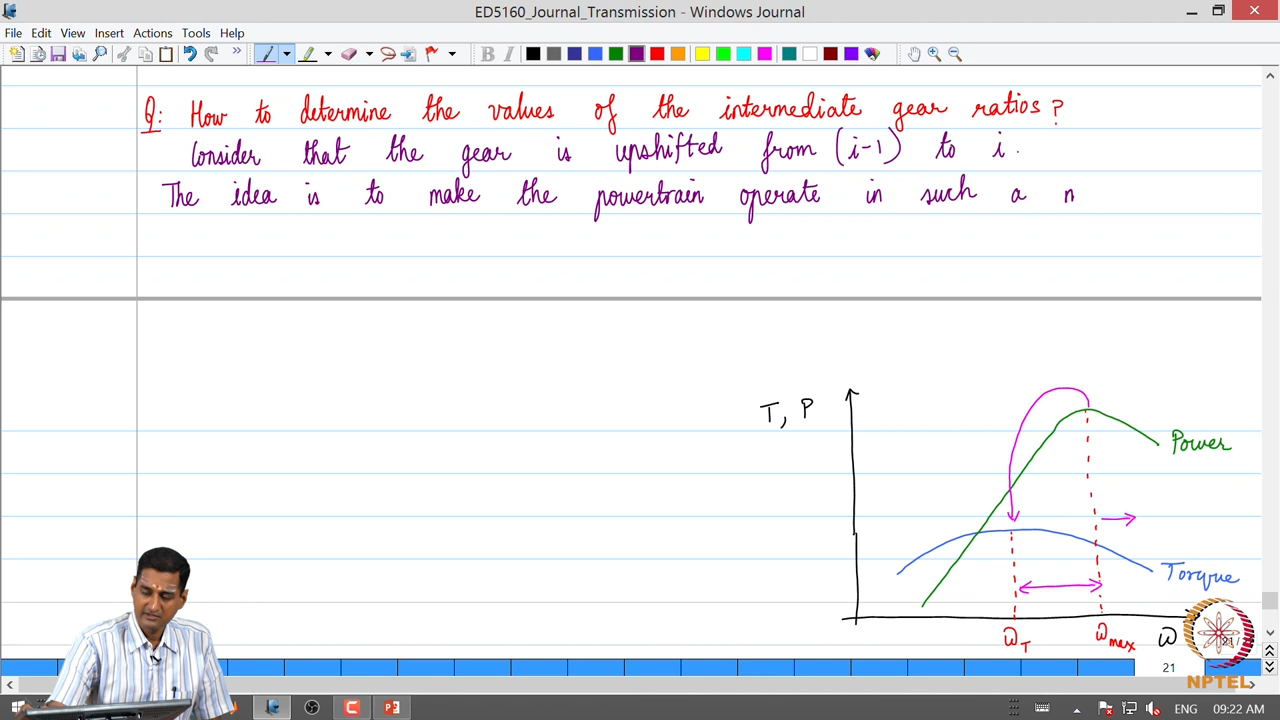 ED5160_Journal_Transmission - Windows Journal
File Edit View Insert Actions Tools Help
Q: How to determine the values of the intermediate gear ratios?
Consider that the gear is upshifted from (i-1) to i.
The idea is to make the powertrain operate in such a n
T, P
Power
Torque
ω_T ω_max ω
21
NPTEL
ENG 09:22 AM